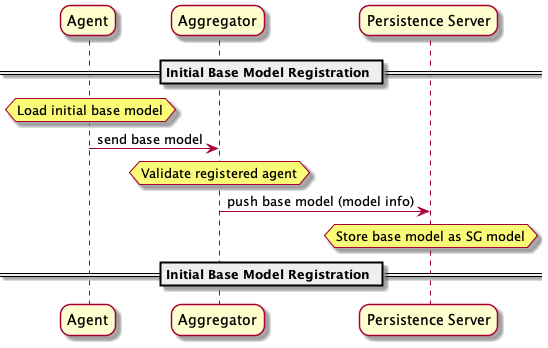 Agent
Aggregator
Persistence Server
Initial Base Model Registration
Load initial base model
send base model
Validate registered agent
push base model (model info)
Store base model as SG model
Initial Base Model Registration
Agent
Aggregator
Persistence Server